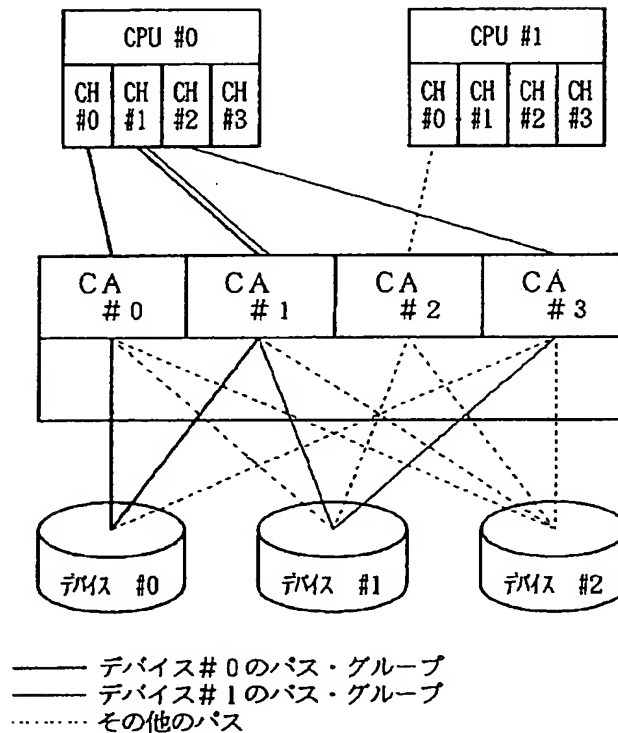 CPU #0
CH #0
CH #1
CH #2
CH #3
CPU #1
CH #0
CH #1
CH #2
CH #3
CA #0
CA #1
CA #2
CA #3
デバイス #0
デバイス #1
デバイス #2
デバイス#0のパス・グループ
デバイス#1のパス・グループ
その他のパス